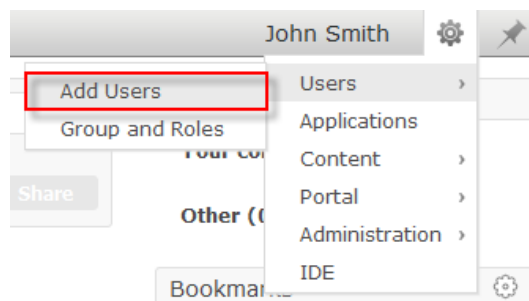 John Smith
Add Users
Group and Roles
Users
Applications
Content
Portal
Administration
IDE
Share
Other (
Bookmarks